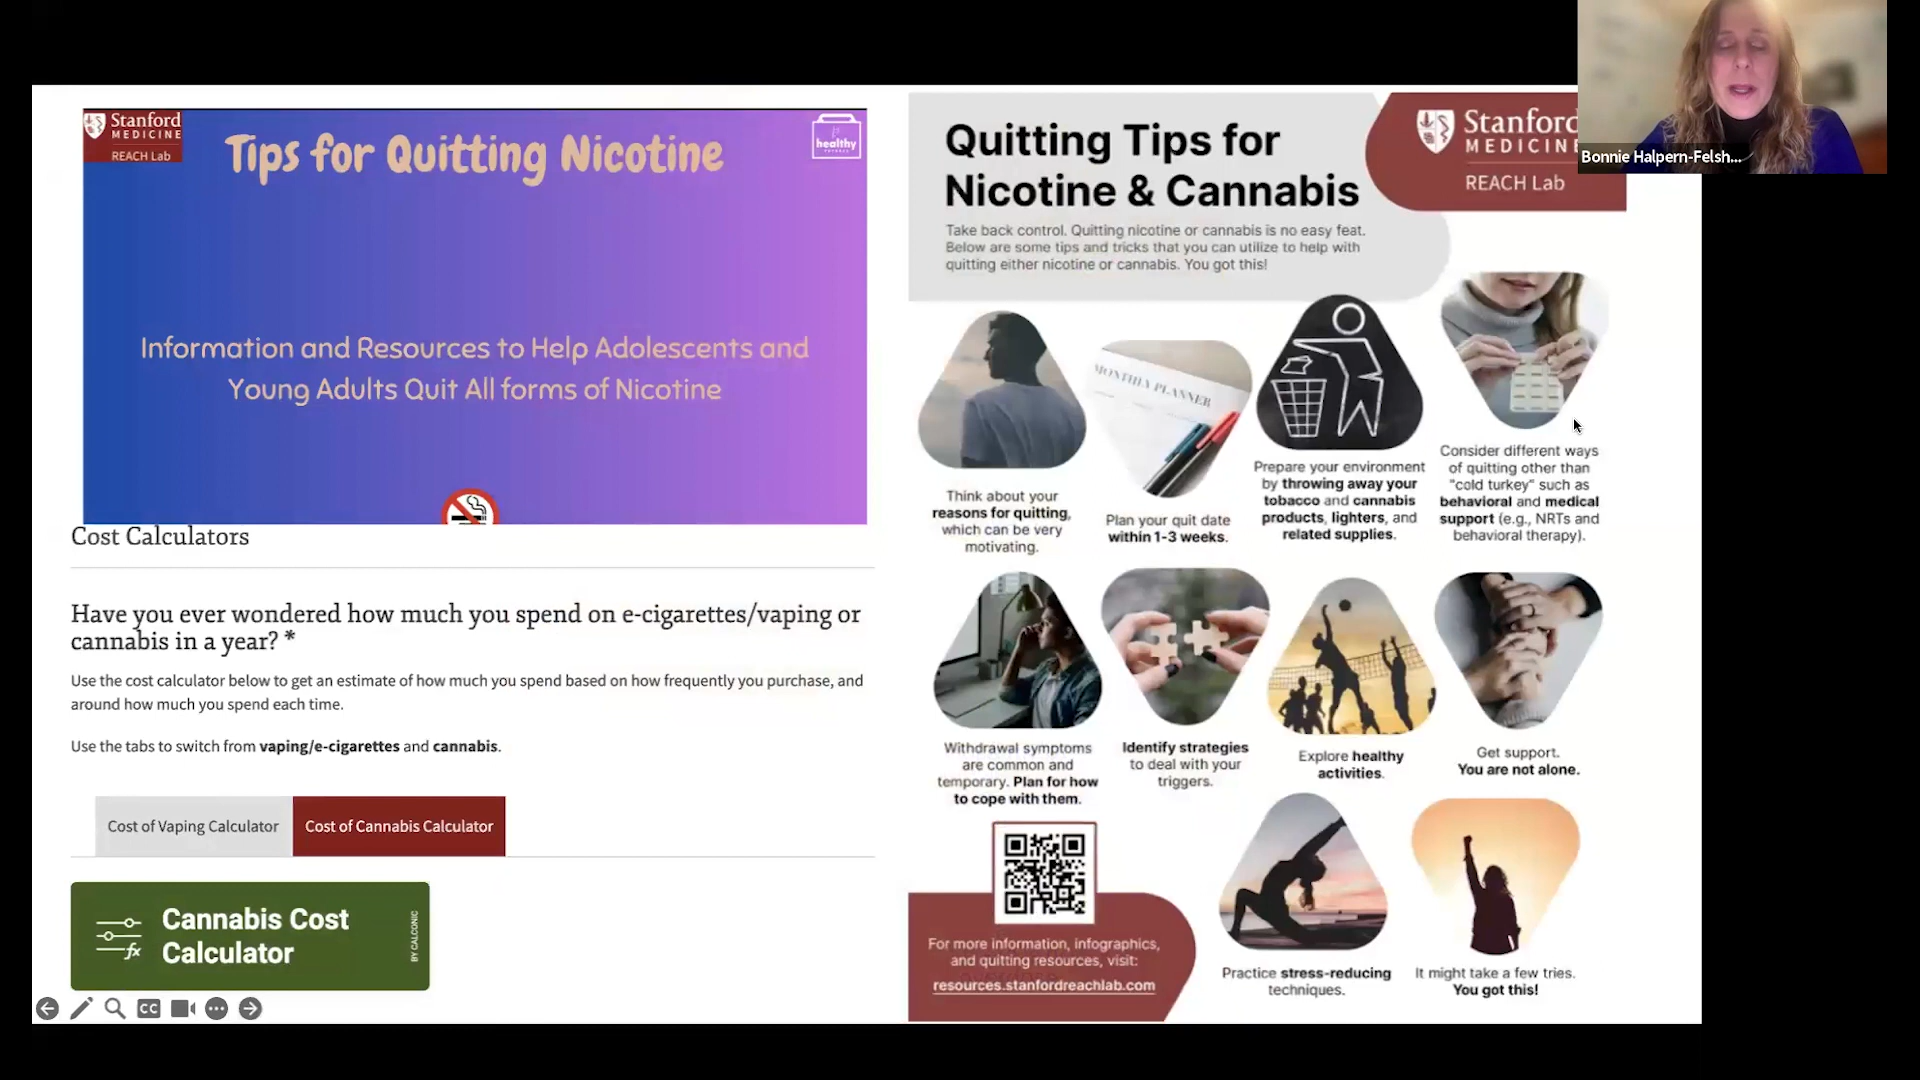 Stanford
MEDICINE
REACH Lab
Tips for Quitting Nicotine
healthy
Information and Resources to Help Adolescents and
Young Adults Quit All forms of Nicotine
Cost Calculators
Have you ever wondered how much you spend on e-cigarettes/vaping or
cannabis in a year? *
Use the cost calculator below to get an estimate of how much you spend based on how frequently you purchase, and
around how much you spend each time.
Use the tabs to switch from vaping/e-cigarettes and cannabis.
Cost of Vaping Calculator
Cost of Cannabis Calculator
fx
Cannabis Cost
Calculator
BY CALCONIC
CC
Quitting Tips for
Nicotine & Cannabis
Take back control. Quitting nicotine or cannabis is no easy feat.
Below are some tips and tricks that you can utilize to help with
quitting either nicotine or cannabis. You got this!
Stanford
MEDICINE
REACH Lab
Bonnie Halpern-Felsh...
Think about your
reasons for quitting,
which can be very
motivating.
MONTHLY PLANNER
Plan your quit date
within 1-3 weeks.
Prepare your environment
by throwing away your
tobacco and cannabis
products, lighters, and
related supplies.
Consider different ways
of quitting other than
"cold turkey" such as
behavioral and medical
support (e.g., NRTs and
behavioral therapy).
Withdrawal symptoms
are common and
temporary. Plan for how
to cope with them.
Identify strategies
to deal with your
triggers.
Explore healthy
activities.
Get support.
You are not alone.
For more information, infographics,
and quitting resources, visit:
resources.stanfordreachlab.com
Practice stress-reducing
techniques.
It might take a few tries.
You got this!